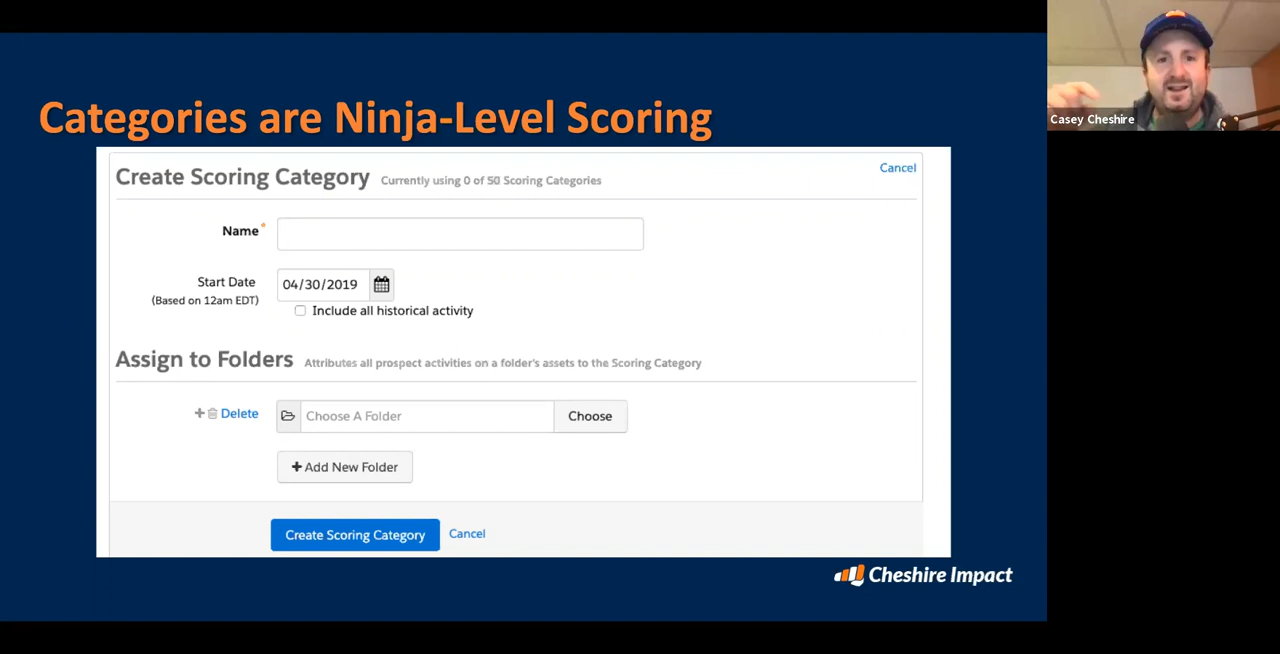 Categories are Ninja-Level Scoring
Create Scoring Category Currently using 0 of 50 Scoring Categories
Cancel
Name*
Start Date
04/30/2019
(Based on 12am EDT)
Include all historical activity
Assign to Folders Attributes all prospect activities on a folder's assets to the Scoring Category
Delete
Choose A Folder
Choose
+ Add New Folder
Create Scoring Category
Cancel
Cheshire Impact
Casey Cheshire